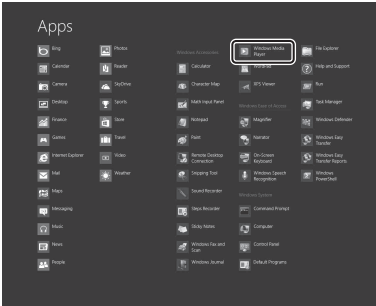 Apps
Bing
Calendar
Camera
Desktop
Finance
Games
Internet Explorer
Mail
Maps
Messaging
Music
News
People
Photos
Reader
SkyDrive
Sports
Store
Travel
Video
Weather
Windows Accessories
Calculator
Character Map
Math Input Panel
Notepad
Paint
Remote Desktop
Connection
Snipping Tool
Sound Recorder
Steps Recorder
Sticky Notes
Windows Fax and
Scan
Windows Journal
Windows Media
Player
WordPad
XPS Viewer
Windows Ease of Access
Magnifier
Narrator
On-Screen
Keyboard
Windows Speech
Recognition
Windows System
Command Prompt
Computer
Control Panel
Default Programs
File Explorer
Help and Support
Run
Task Manager
Windows Defender
Windows Easy
Transfer
Windows Easy
Transfer Reports
Windows
PowerShell